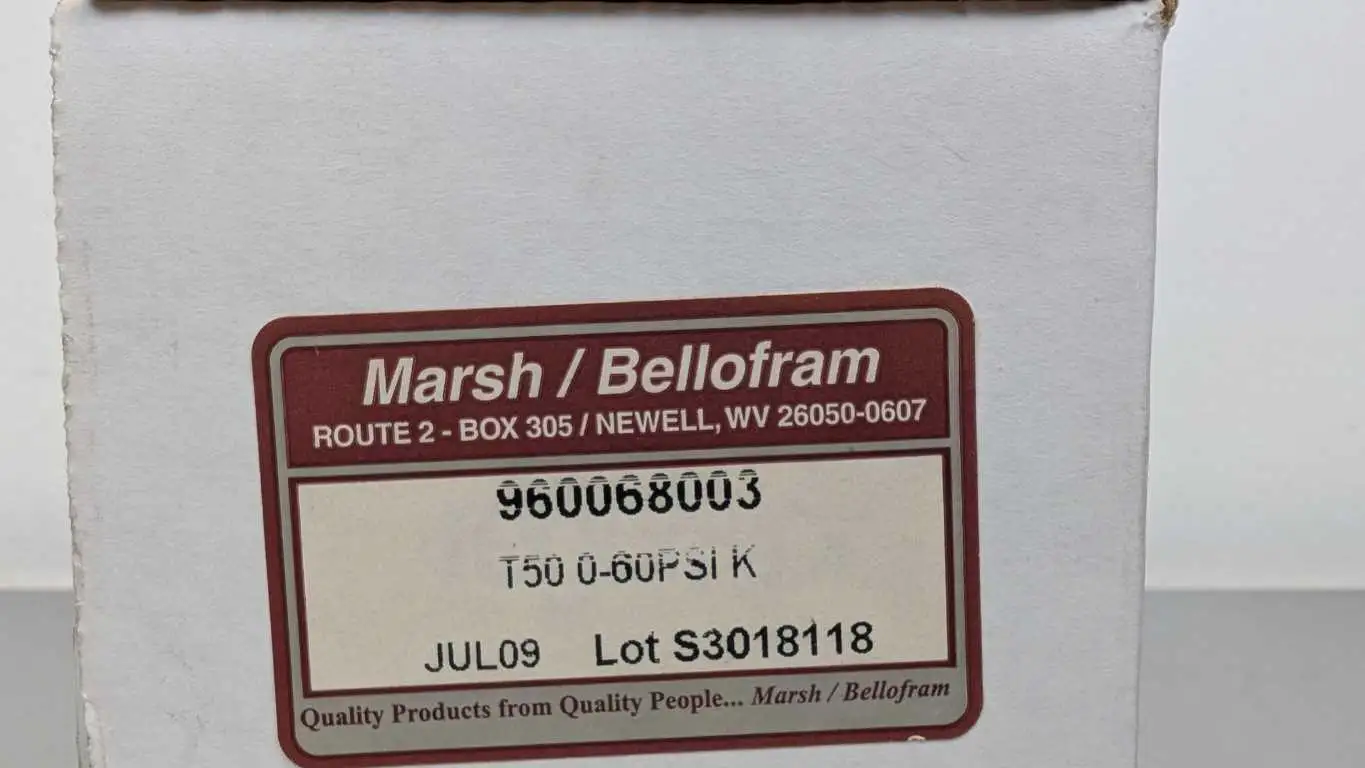 Marsh / Bellofram
ROUTE 2 - BOX 305 / NEWELL, WV 26050-0607
960068003
T50 0-60PSI K
JUL09 Lot S3018118
Quality Products from Quality People... Marsh / Bellofram